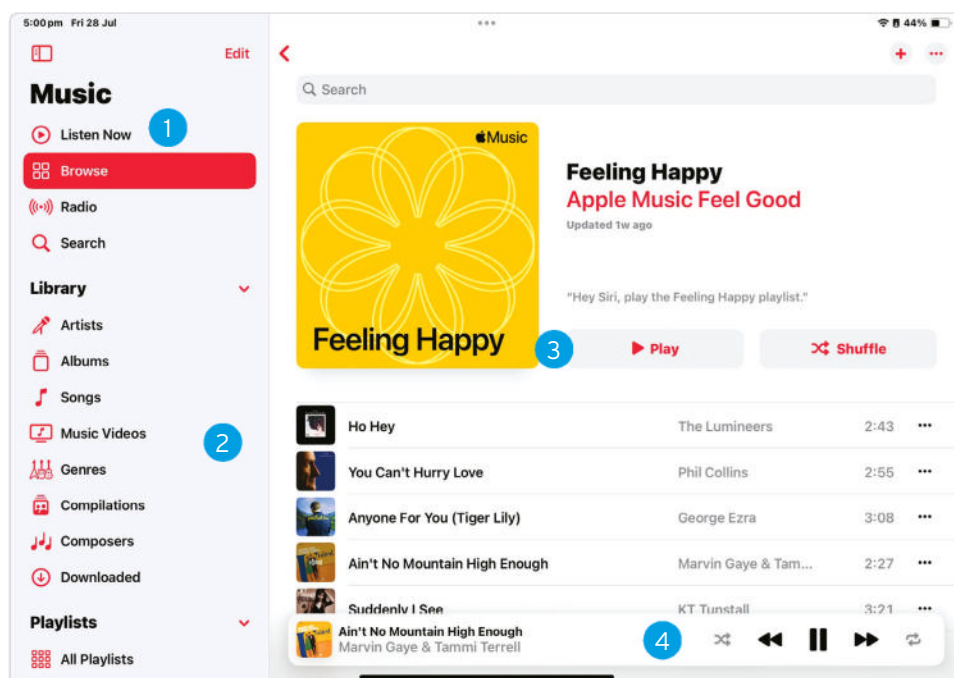 5:00 pm Fri 28 Jul
44%
Edit
Music
1
Listen Now
Browse
Radio
Search
Library
Artists
Albums
Songs
Music Videos
2
Genres
Compilations
Composers
Downloaded
Playlists
All Playlists
Search
Music
Feeling Happy
Feeling Happy
Apple Music Feel Good
Updated 1w ago
"Hey Siri, play the Feeling Happy playlist."
3
Play
Shuffle
Ho Hey The Lumineers 2:43
You Can't Hurry Love Phil Collins 2:55
Anyone For You (Tiger Lily) George Ezra 3:08
Ain't No Mountain High Enough Marvin Gaye & Tam... 2:27
Suddenly I See KT Tunstall 3:21
Ain't No Mountain High Enough
Marvin Gaye & Tammi Terrell
4